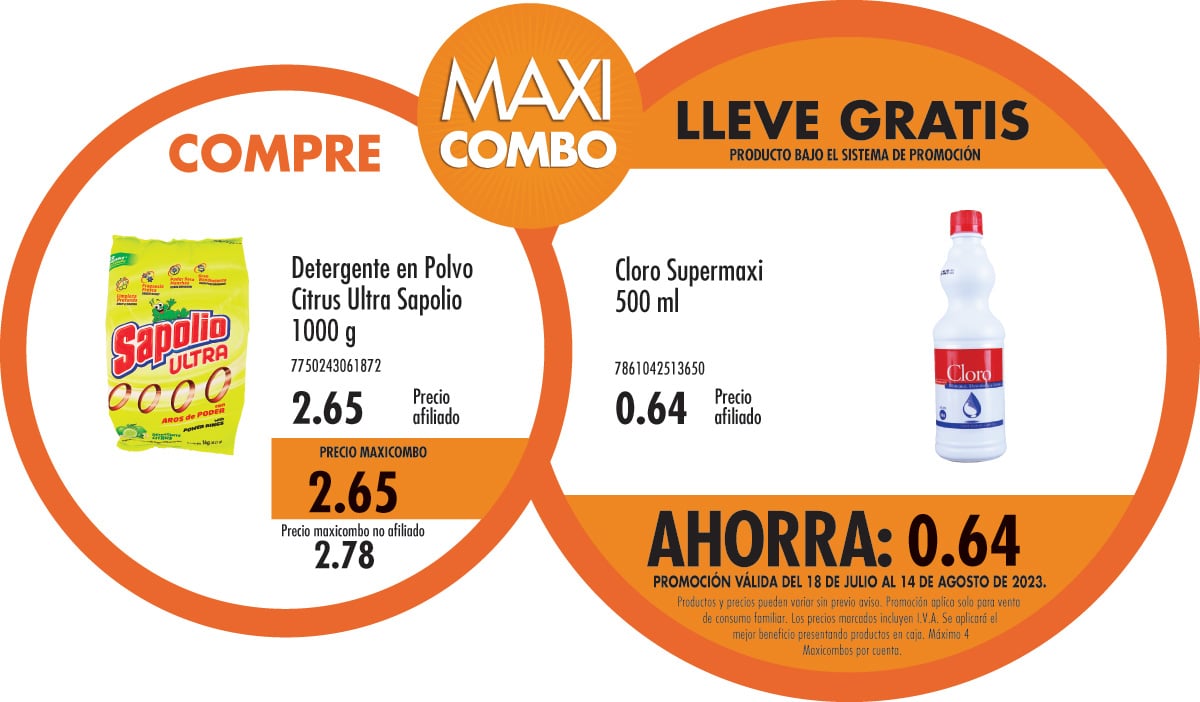 MAXI
COMBO
COMPRE
Detergente en Polvo
Citrus Ultra Sapolio
1000 g
7750243061872
2.65 Precio
afiliado
PRECIO MAXICOMBO
2.65
Precio maxicombo no afiliado
2.78
Sapolio
ULTRA
AROS de PODER
POWER RINGS
LLEVE GRATIS
PRODUCTO BAJO EL SISTEMA DE PROMOCIÓN
Cloro Supermaxi
500 ml
7861042513650
0.64 Precio
afiliado
Cloro
AHORRA: 0.64
PROMOCIÓN VÁLIDA DEL 18 DE JULIO AL 14 DE AGOSTO DE 2023.
Productos y precios pueden variar sin previo aviso. Promoción aplica solo para venta
de consumo familiar. Los precios marcados incluyen I.V.A. Se aplicará el
mejor beneficio presentando productos en caja. Máximo 4
Maxicombos por cuenta.